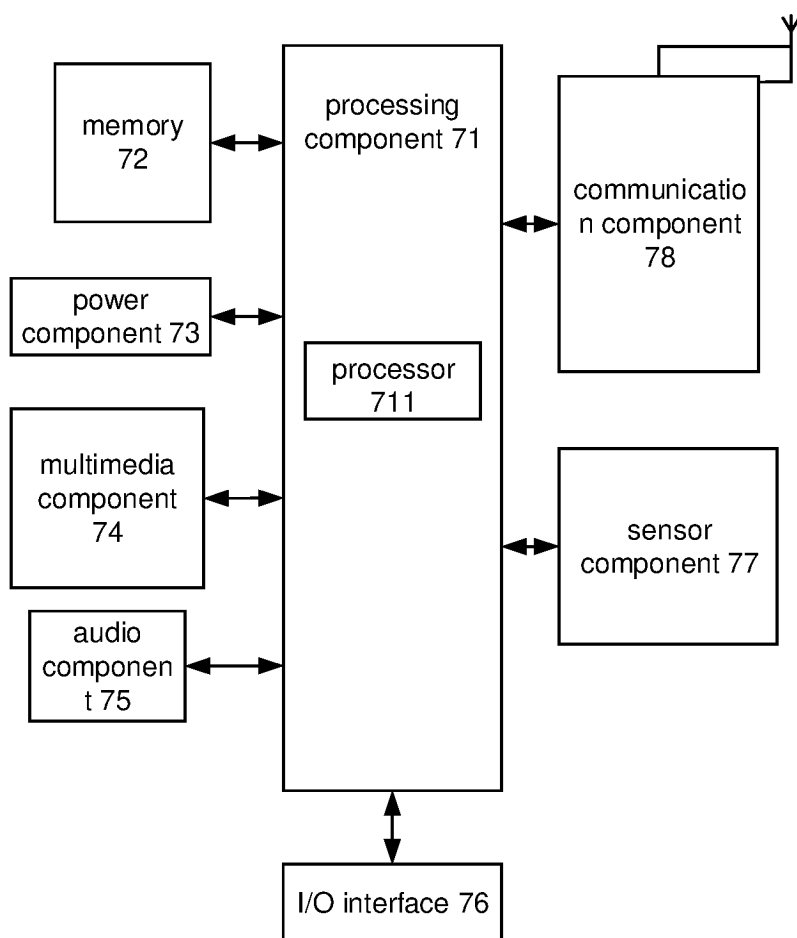 memory
72
processing
component 71
communicatio
n component
78
power
component 73
processor
711
multimedia
component
74
sensor
component 77
audio
componen
t 75
I/O interface 76